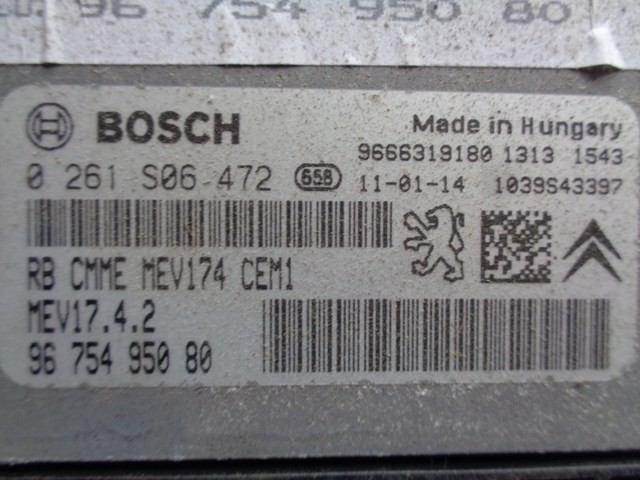 96 754 950 80
BOSCH
Made in Hungary
9666319180 1313 1543
0 261 S06 472 658 11-01-14 1039S43397
RB CMME MEV174 CEM1
MEV17.4.2
96 754 950 80